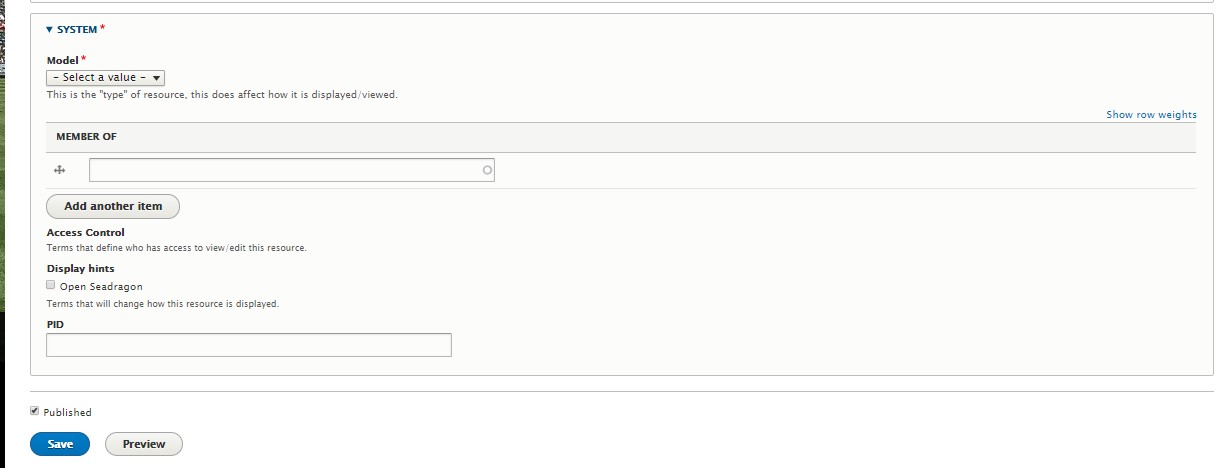 SYSTEM *
Model *
- Select a value -
This is the "type" of resource, this does affect how it is displayed/viewed.
Show row weights
MEMBER OF
Add another item
Access Control
Terms that define who has access to view/edit this resource.
Display hints
Open Seadragon
Terms that will change how this resource is displayed.
PID
Published
Save Preview